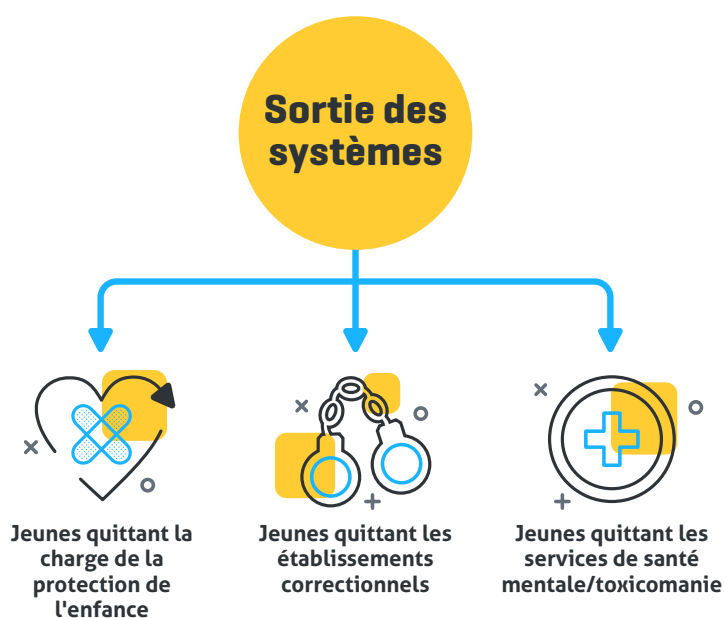 Sortie des
systèmes
Jeunes quittant la
charge de la
protection de
l'enfance
Jeunes quittant les
établissements
correctionnels
Jeunes quittant les
services de santé
mentale/toxicomanie